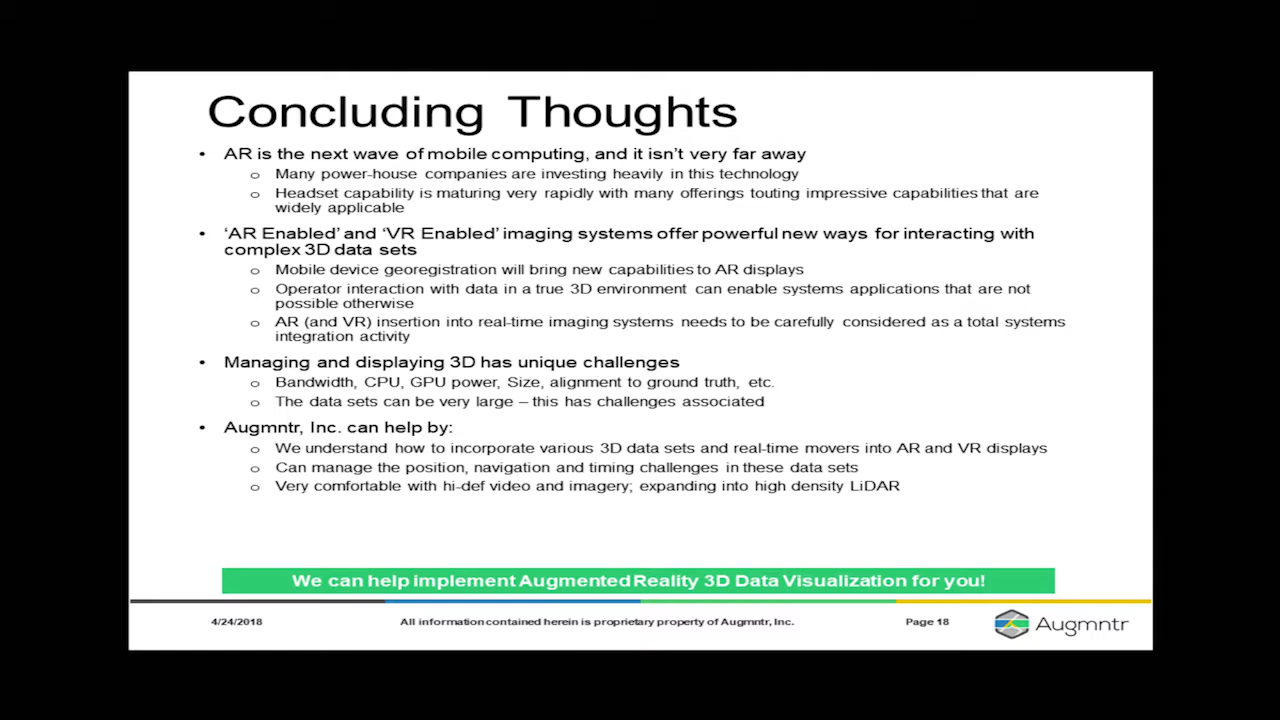 Concluding Thoughts
• AR is the next wave of mobile computing, and it isn't very far away
o Many power-house companies are investing heavily in this technology
o Headset capability is maturing very rapidly with many offerings touting impressive capabilities that are
widely applicable
• 'AR Enabled' and 'VR Enabled' imaging systems offer powerful new ways for interacting with
complex 3D data sets
o Mobile device georegistration will bring new capabilities to AR displays
o Operator interaction with data in a true 3D environment can enable systems applications that are not
possible otherwise
o AR (and VR) insertion into real-time imaging systems needs to be carefully considered as a total systems
integration activity
• Managing and displaying 3D has unique challenges
o Bandwidth, CPU, GPU power, Size, alignment to ground truth, etc.
o The data sets can be very large – this has challenges associated
• Augmntr, Inc. can help by:
o We understand how to incorporate various 3D data sets and real-time movers into AR and VR displays
o Can manage the position, navigation and timing challenges in these data sets
o Very comfortable with hi-def video and imagery; expanding into high density LiDAR
We can help implement Augmented Reality 3D Data Visualization for you!
4/24/2018 All information contained herein is proprietary property of Augmntr, Inc. Page 18 Augmntr